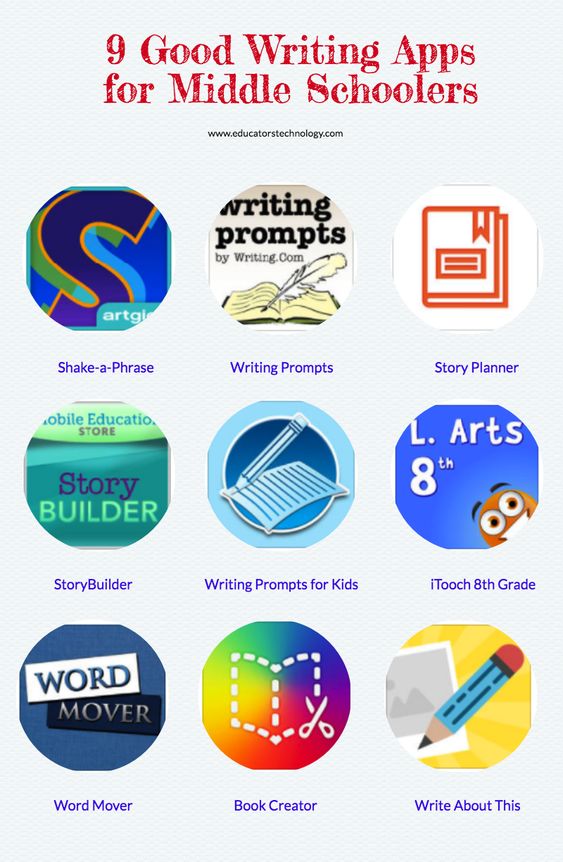 9 Good Writing Apps
for Middle Schoolers
www.educatorstechnology.com
artgi
writing
prompts
by Writing.Com
Shake-a-Phrase
Writing Prompts
Story Planner
obile Education
STORE
Story
BUILDER
L. Arts
8th
StoryBuilder
Writing Prompts for Kids
iTooch 8th Grade
WORD
MOVER
Word Mover
Book Creator
Write About This